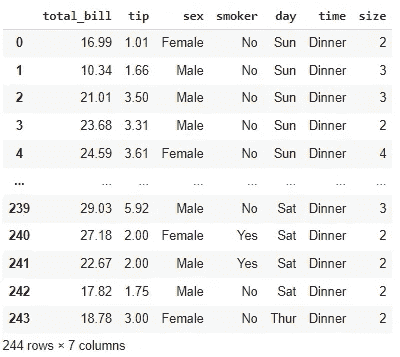 total_bill tip sex smoker day time size
0 16.99 1.01 Female No Sun Dinner 2
1 10.34 1.66 Male No Sun Dinner 3
2 21.01 3.50 Male No Sun Dinner 3
3 23.68 3.31 Male No Sun Dinner 2
4 24.59 3.61 Female No Sun Dinner 4
... ... ... ... ... ... ... ...
239 29.03 5.92 Male No Sat Dinner 3
240 27.18 2.00 Female Yes Sat Dinner 2
241 22.67 2.00 Male Yes Sat Dinner 2
242 17.82 1.75 Male No Sat Dinner 2
243 18.78 3.00 Female No Thur Dinner 2
244 rows × 7 columns